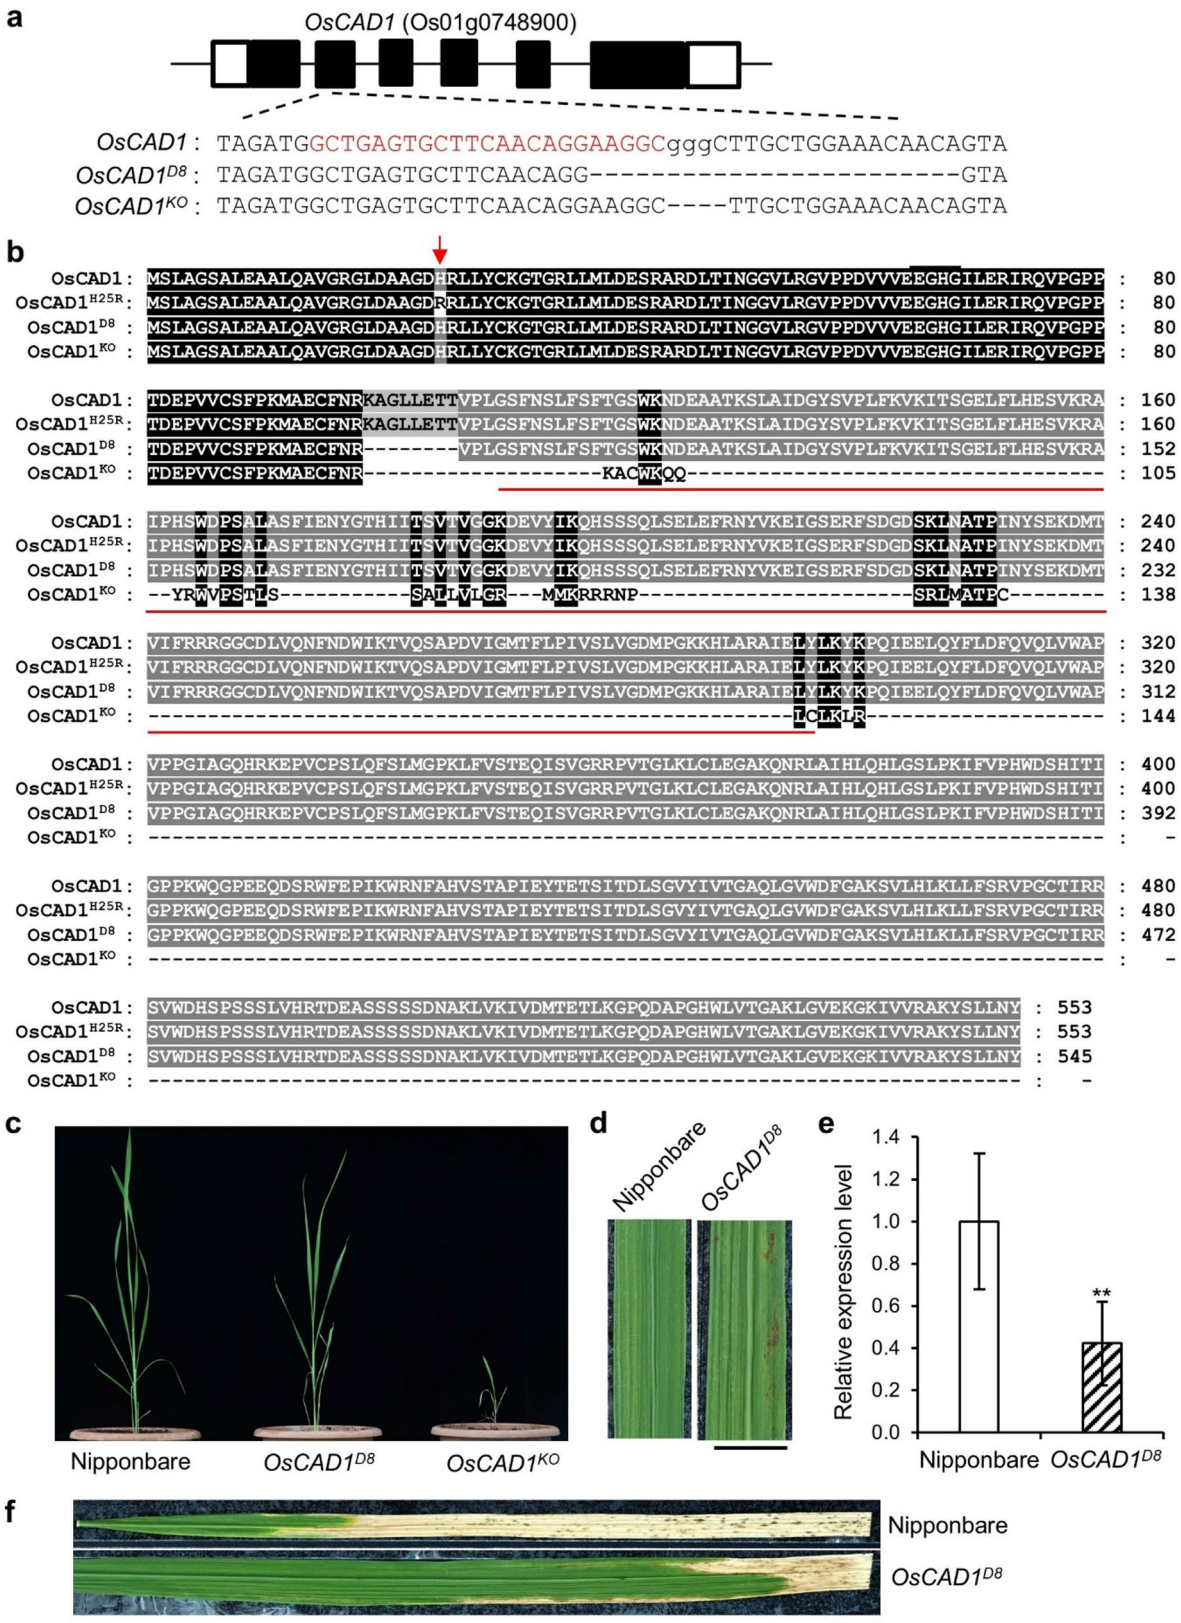 a
OsCAD1 (Os01g0748900)
OsCAD1 : TAGATGGCTGAGTGCTTCAACAGGAAGGCgggCTTGCTGGAAACAACAGTA
OsCAD1D8 : TAGATGGCTGAGTGCTTCAACAGG------------------------GTA
OsCAD1KO : TAGATGGCTGAGTGCTTCAACAGGAAGGC----TTGCTGGAAACAACAGTA
b
OsCAD1 : MSLAGSALEAALQAVGRGLDAAGDHRLLYCKGTGRLLMLDESRARDLTINGGVLRGVPPDVVVEEGHGILERIRQVPGPP : 80
OsCAD1H25R: MSLAGSALEAALQAVGRGLDAAGDRRLLYCKGTGRLLMLDESRARDLTINGGVLRGVPPDVVVEEGHGILERIRQVPGPP : 80
OsCAD1D8 : MSLAGSALEAALQAVGRGLDAAGDHRLLYCKGTGRLLMLDESRARDLTINGGVLRGVPPDVVVEEGHGILERIRQVPGPP : 80
OsCAD1KO : MSLAGSALEAALQAVGRGLDAAGDHRLLYCKGTGRLLMLDESRARDLTINGGVLRGVPPDVVVEEGHGILERIRQVPGPP : 80
OsCAD1: TDEPVVCSFPKMAECFNRKAGLLETTVPLGSFNSLFSFTGSWKNDEAATKSLAIDGYSVPLFKVKITSGELFLHESVKRA : 160
OsCAD1H25R: TDEPVVCSFPKMAECFNRKAGLLETTVPLGSFNSLFSFTGSWKNDEAATKSLAIDGYSVPLFKVKITSGELFLHESVKRA : 160
OsCAD1D8 : TDEPVVCSFPKMAECFNR--------VPLGSFNSLFSFTGSWKNDEAATKSLAIDGYSVPLFKVKITSGELFLHESVKRA : 152
OsCAD1KO : TDEPVVCSFPKMAECFNR--------------------KACWKQQ----------------------------------- : 105
OsCAD1: IPHSWDPSALASFIENYGTHIITSVTVGGKDEVYIKQHSSSQLSELEFRNYVKEIGSERFSDGDSKLNATPINYSEKDMT : 240
OsCAD1H25R: IPHSWDPSALASFIENYGTHIITSVTVGGKDEVYIKQHSSSQLSELEFRNYVKEIGSERFSDGDSKLNATPINYSEKDMT : 240
OsCAD1D8 : IPHSWDPSALASFIENYGTHIITSVTVGGKDEVYIKQHSSSQLSELEFRNYVKEIGSERFSDGDSKLNATPINYSEKDMT : 232
OsCAD1KO : --YRWVPSTLS-----------SALLVLGR---MMKRRRNP-----------------------SRLMATPC-------- : 138
OsCAD1: VIFRRRGGCDLVQNFNDWIKTVQSAPDVIGMTFLPIVSLVGDMPGKKHLARAIELYLKYKPQIEELQYFLDFQVQLVWAP : 320
OsCAD1H25R: VIFRRRGGCDLVQNFNDWIKTVQSAPDVIGMTFLPIVSLVGDMPGKKHLARAIELYLKYKPQIEELQYFLDFQVQLVWAP : 320
OsCAD1D8 : VIFRRRGGCDLVQNFNDWIKTVQSAPDVIGMTFLPIVSLVGDMPGKKHLARAIELYLKYKPQIEELQYFLDFQVQLVWAP : 312
OsCAD1KO : ------------------------------------------------------LCLKLR-------------------- : 144
OsCAD1: VPPGIAGQHRKEPVCPSLQFSLMGPKLFVSTEQISVGRRPVTGLKLCLEGAKQNRLAIHLQHLGSLPKIFVPHWDSHITI : 400
OsCAD1H25R: VPPGIAGQHRKEPVCPSLQFSLMGPKLFVSTEQISVGRRPVTGLKLCLEGAKQNRLAIHLQHLGSLPKIFVPHWDSHITI : 400
OsCAD1D8 : VPPGIAGQHRKEPVCPSLQFSLMGPKLFVSTEQISVGRRPVTGLKLCLEGAKQNRLAIHLQHLGSLPKIFVPHWDSHITI : 392
OsCAD1KO : -------------------------------------------------------------------------------- : -
OsCAD1: GPPKWQGPEEQDSRWFEPIKWRNFAHVSTAPIEYTETSITDLSGVYIVTGAQLGVWDFGAKSVLHLKLLFSRVPGCTIRR : 480
OsCAD1H25R: GPPKWQGPEEQDSRWFEPIKWRNFAHVSTAPIEYTETSITDLSGVYIVTGAQLGVWDFGAKSVLHLKLLFSRVPGCTIRR : 480
OsCAD1D8 : GPPKWQGPEEQDSRWFEPIKWRNFAHVSTAPIEYTETSITDLSGVYIVTGAQLGVWDFGAKSVLHLKLLFSRVPGCTIRR : 472
OsCAD1KO : -------------------------------------------------------------------------------- : -
OsCAD1: SVWDHSPSSSLVHRTDEASSSSSDNAKLVKIVDMTETLKGPQDAPGHWLVTGAKLGVEKGKIVVRAKYSLLNY : 553
OsCAD1H25R: SVWDHSPSSSLVHRTDEASSSSSDNAKLVKIVDMTETLKGPQDAPGHWLVTGAKLGVEKGKIVVRAKYSLLNY : 553
OsCAD1D8 : SVWDHSPSSSLVHRTDEASSSSSDNAKLVKIVDMTETLKGPQDAPGHWLVTGAKLGVEKGKIVVRAKYSLLNY : 545
OsCAD1KO : ------------------------------------------------------------------------- : -
c
Nipponbare
OsCAD1D8
OsCAD1KO
d
Nipponbare
OsCAD1D8
e
Relative expression level
1.4
1.2
1.0
0.8
0.6
0.4
0.2
0.0
**
Nipponbare
OsCAD1D8
f
Nipponbare
OsCAD1D8